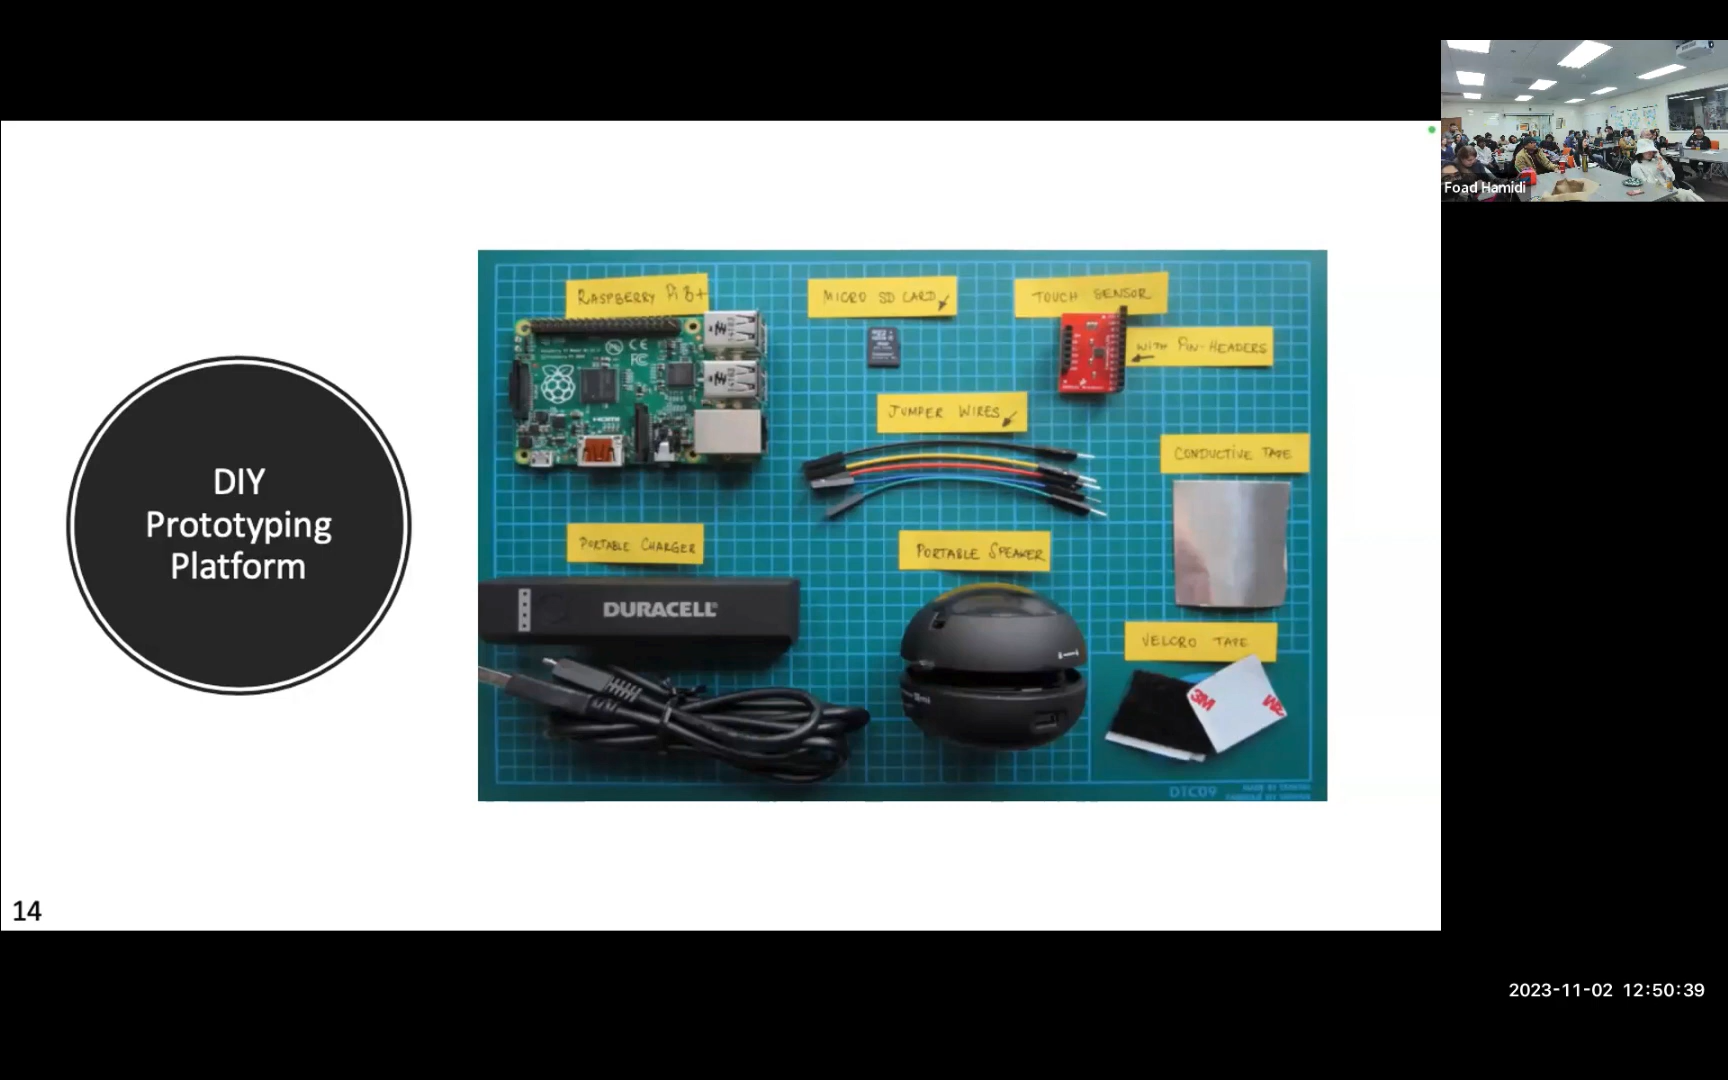 Foad Hamidi
DIY
Prototyping
Platform
RASPBERRY Pi B+
MICRO SD CARD
TOUCH SENSOR
WITH PIN-HEADERS
JUMPER WIRES
CONDUCTIVE TAPE
PORTABLE CHARGER
PORTABLE SPEAKER
DURACELL
VELCRO TAPE
3M
DTC09
14
2023-11-02 12:50:39